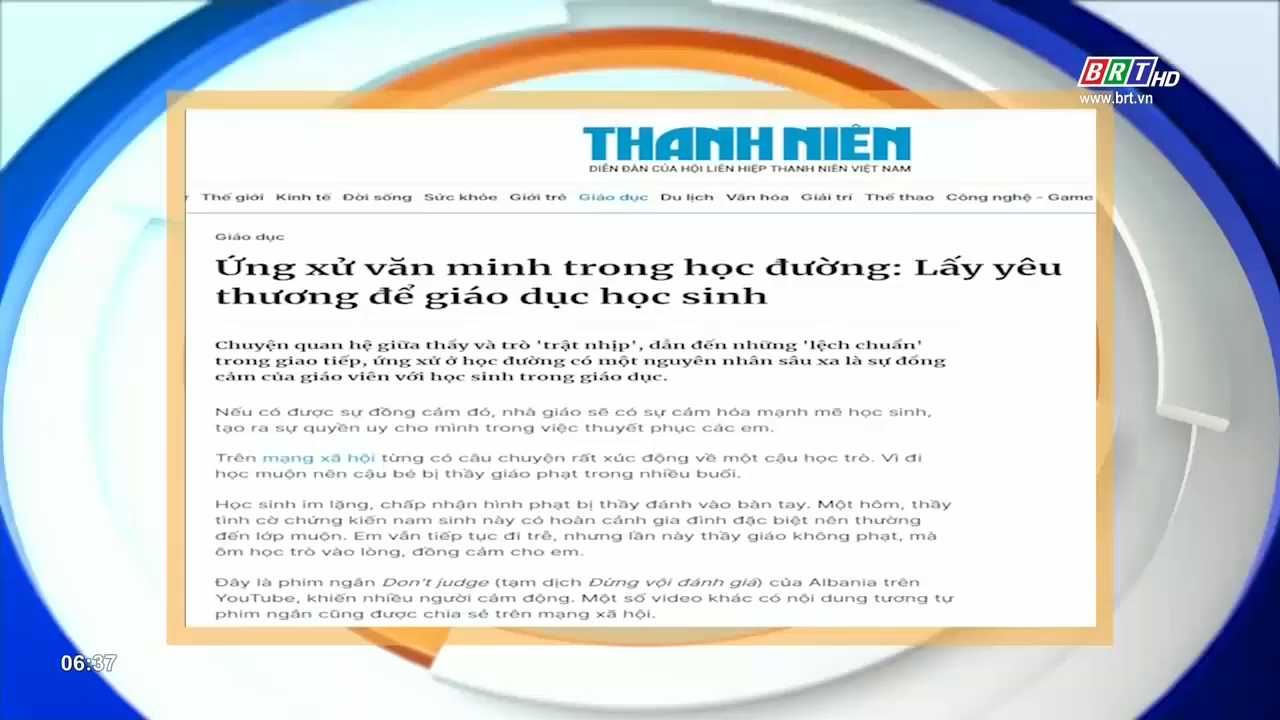 BRT HD
www.brt.vn
THANH NIÊN
DIỄN ĐÀN CỦA HỘI LIÊN HIỆP THANH NIÊN VIỆT NAM
Thế giới Kinh tế Đời sống Sức khỏe Giới trẻ Giáo dục Du lịch Văn hóa Giải trí Thể thao Công nghệ - Game
Giáo dục
Ứng xử văn minh trong học đường: Lấy yêu
thương để giáo dục học sinh
Chuyện quan hệ giữa thầy và trò 'trật nhịp', dẫn đến những 'lệch chuẩn'
trong giao tiếp, ứng xử ở học đường có một nguyên nhân sâu xa là sự đồng
cảm của giáo viên với học sinh trong giáo dục.
Nếu có được sự đồng cảm đó, nhà giáo sẽ có sự cảm hóa mạnh mẽ học sinh,
tạo ra sự quyền uy cho mình trong việc thuyết phục các em.
Trên mạng xã hội từng có câu chuyện rất xúc động về một cậu học trò. Vì đi
học muộn nên cậu bé bị thầy giáo phạt trong nhiều buổi.
Học sinh im lặng, chấp nhận hình phạt bị thầy đánh vào bàn tay. Một hôm, thầy
tình cờ chứng kiến nam sinh này có hoàn cảnh gia đình đặc biệt nên thường
đến lớp muộn. Em vẫn tiếp tục đi trễ, nhưng lần này thầy giáo không phạt, mà
ôm học trò vào lòng, đồng cảm cho em.
Đây là phim ngắn Don't judge (tạm dịch Đừng vội đánh giá) của Albania trên
YouTube, khiến nhiều người cảm động. Một số video khác có nội dung tương tự
phim ngắn cũng được chia sẻ trên mạng xã hội.
06:37